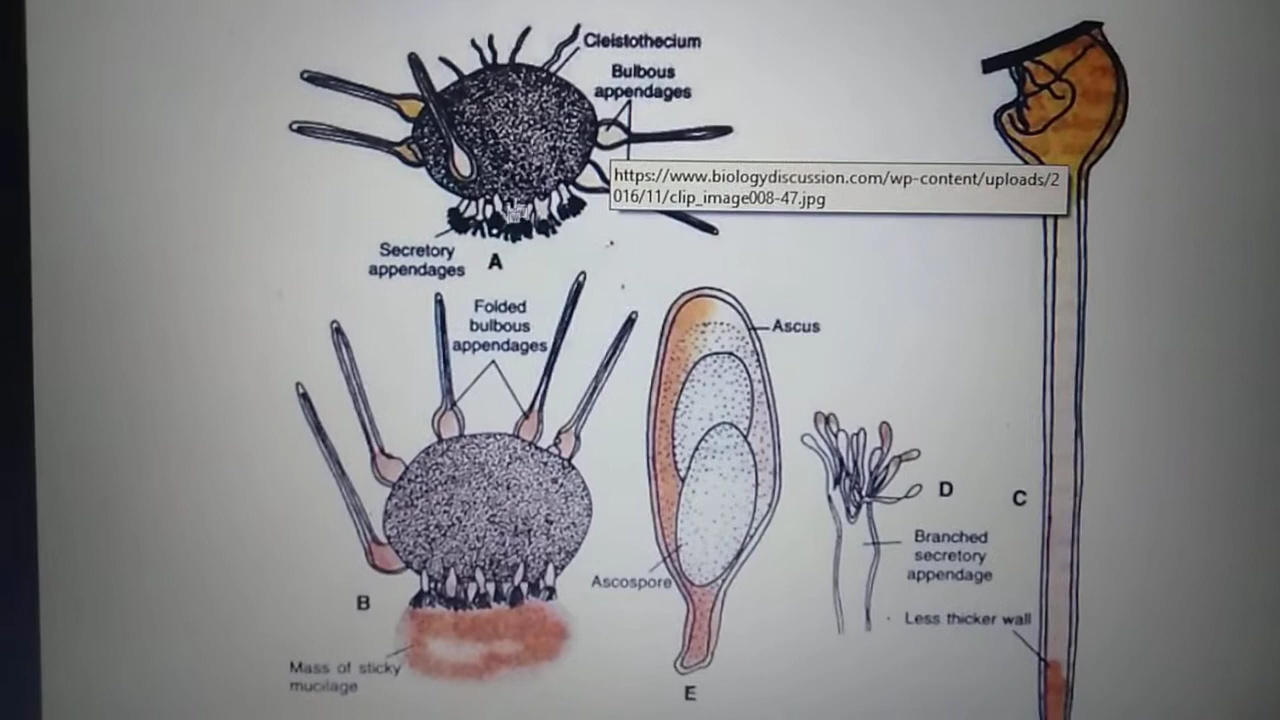 Cleistothecium
Bulbous
appendages
https://www.biologydiscussion.com/wp-content/uploads/2
016/11/clip_image008-47.jpg
Secretory
appendages
A
Folded
bulbous
appendages
Ascus
D
C
Branched
secretory
appendage
Ascospore
B
Less thicker wall
Mass of sticky
mucilage
E